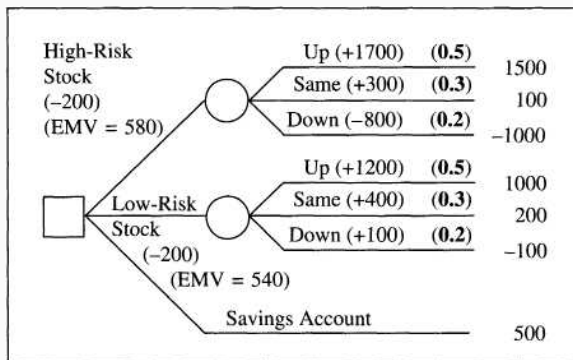 High-Risk
Stock
(−200)
(EMV = 580)
Up (+1700) (0.5) 1500
Same (+300) (0.3) 100
Down (−800) (0.2) −1000
Low-Risk
Stock
(−200)
(EMV = 540)
Up (+1200) (0.5) 1000
Same (+400) (0.3) 200
Down (+100) (0.2) −100
Savings Account 500